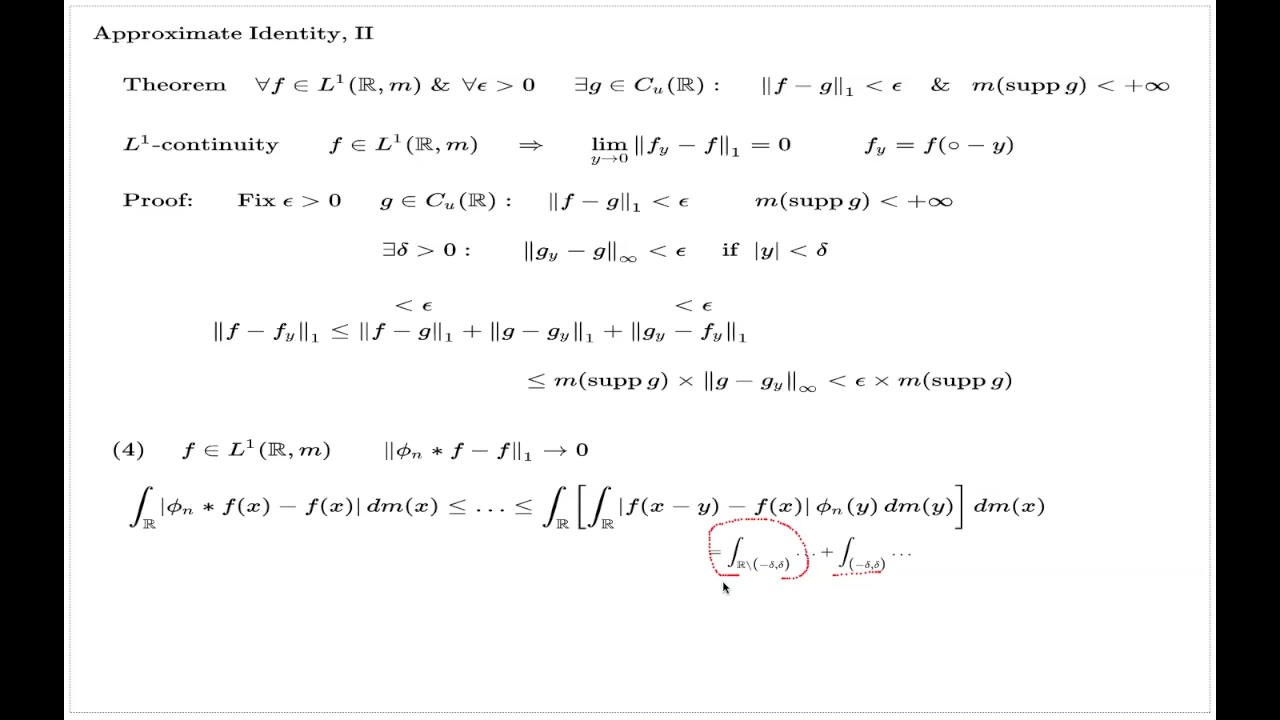 Approximate Identity, II
Theorem ∀f ∈ L¹(ℝ, m) & ∀ϵ > 0 ∃g ∈ C_u(ℝ) : ‖f − g‖₁ < ϵ & m(supp g) < +∞
L¹-continuity f ∈ L¹(ℝ, m) ⇒ lim_{y→0} ‖f_y − f‖₁ = 0 f_y = f(∘ − y)
Proof: Fix ϵ > 0 g ∈ C_u(ℝ) : ‖f − g‖₁ < ϵ m(supp g) < +∞
∃δ > 0 : ‖g_y − g‖_∞ < ϵ if |y| < δ
< ϵ < ϵ
‖f − f_y‖₁ ≤ ‖f − g‖₁ + ‖g − g_y‖₁ + ‖g_y − f_y‖₁
≤ m(supp g) × ‖g − g_y‖_∞ < ϵ × m(supp g)
(4) f ∈ L¹(ℝ, m) ‖ϕ_n ∗ f − f‖₁ → 0
∫_ℝ |ϕ_n ∗ f(x) − f(x)| dm(x) ≤ … ≤ ∫_ℝ [∫_ℝ |f(x − y) − f(x)| ϕ_n(y) dm(y)] dm(x)
= ∫_{ℝ\(−δ,δ)} ⋯ + ∫_{(−δ,δ)} ⋯